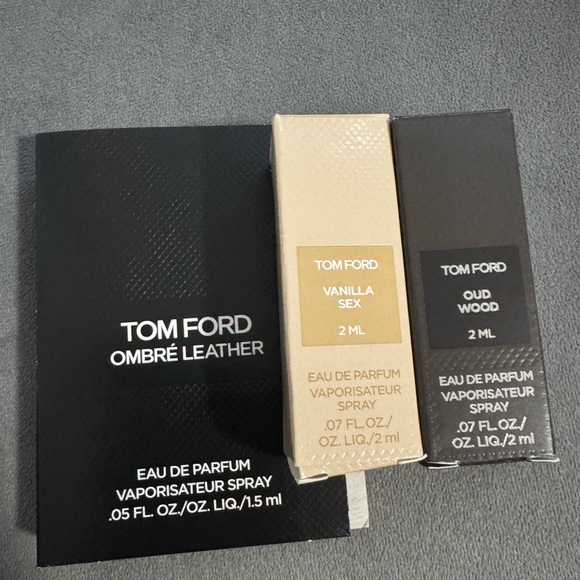 TOM FORD
OMBRÉ LEATHER
EAU DE PARFUM
VAPORISATEUR SPRAY
.05 FL. OZ./OZ. LIQ./1.5 ml
TOM FORD
VANILLA
SEX
2 ML
EAU DE PARFUM
VAPORISATEUR
SPRAY
.07 FL.OZ./
OZ. LIQ./2 ml
TOM FORD
OUD
WOOD
2 ML
EAU DE PARFUM
VAPORISATEUR
SPRAY
.07 FL.OZ./
OZ. LIQ./2 ml